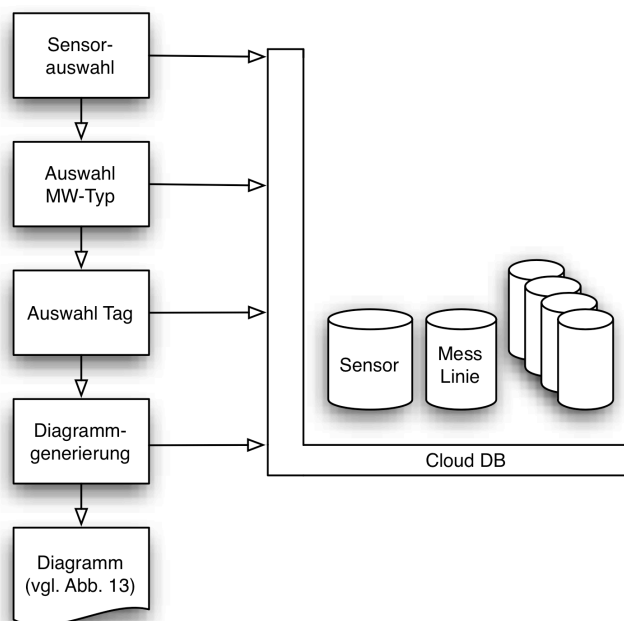 Sensor-
auswahl
Auswahl
MW-Typ
Auswahl Tag
Diagramm-
generierung
Diagramm
(vgl. Abb. 13)
Sensor
Mess
Linie
Cloud DB